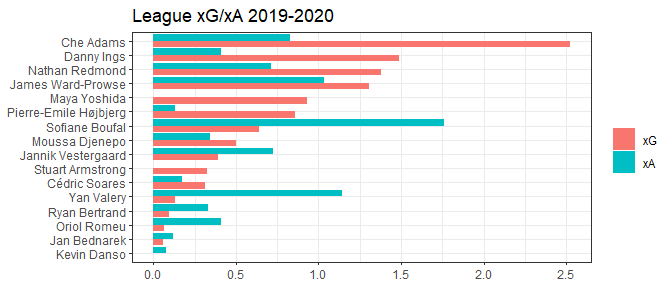 League xG/xA 2019-2020
Che Adams
Danny Ings
Nathan Redmond
James Ward-Prowse
Maya Yoshida
Pierre-Emile Højbjerg
Sofiane Boufal
Moussa Djenepo
Jannik Vestergaard
Stuart Armstrong
Cédric Soares
Yan Valery
Ryan Bertrand
Oriol Romeu
Jan Bednarek
Kevin Danso
0.0 0.5 1.0 1.5 2.0 2.5
xG
xA